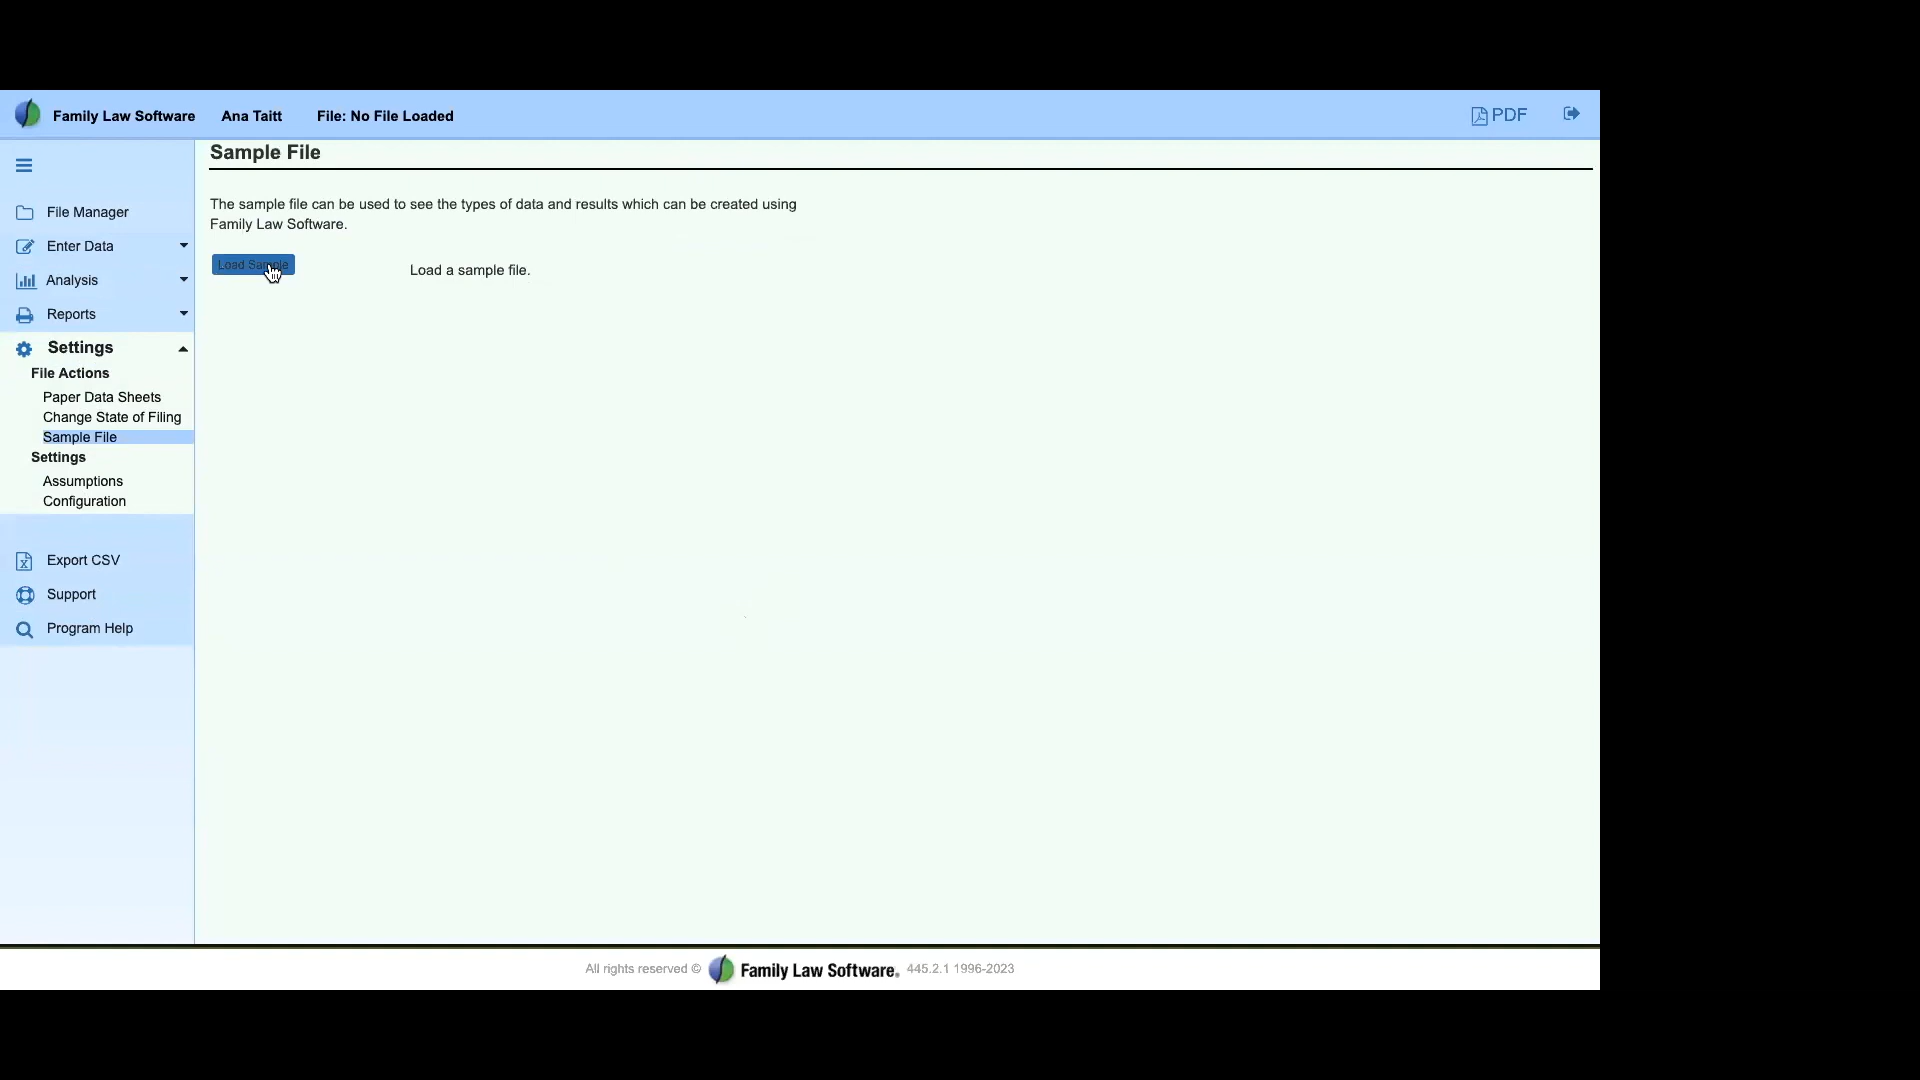 Family Law Software Ana Taitt File: No File Loaded PDF
Sample File
The sample file can be used to see the types of data and results which can be created using
Family Law Software.
Load Sample Load a sample file.
File Manager
Enter Data
Analysis
Reports
Settings
File Actions
Paper Data Sheets
Change State of Filing
Sample File
Settings
Assumptions
Configuration
Export CSV
Support
Program Help
All rights reserved © Family Law Software® 445.2.1 1996-2023